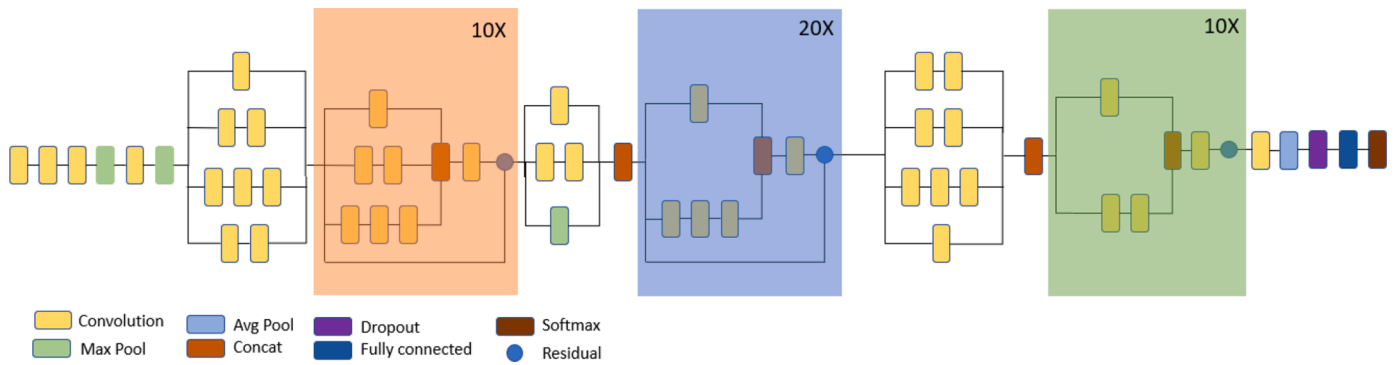 10X
20X
10X
Convolution
Avg Pool
Dropout
Softmax
Max Pool
Concat
Fully connected
Residual